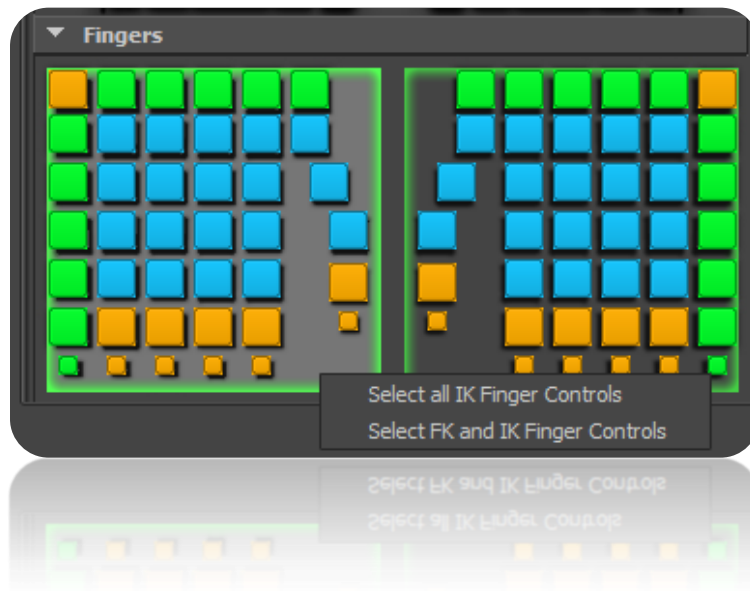 Fingers
Select all IK Finger Controls
Select FK and IK Finger Controls